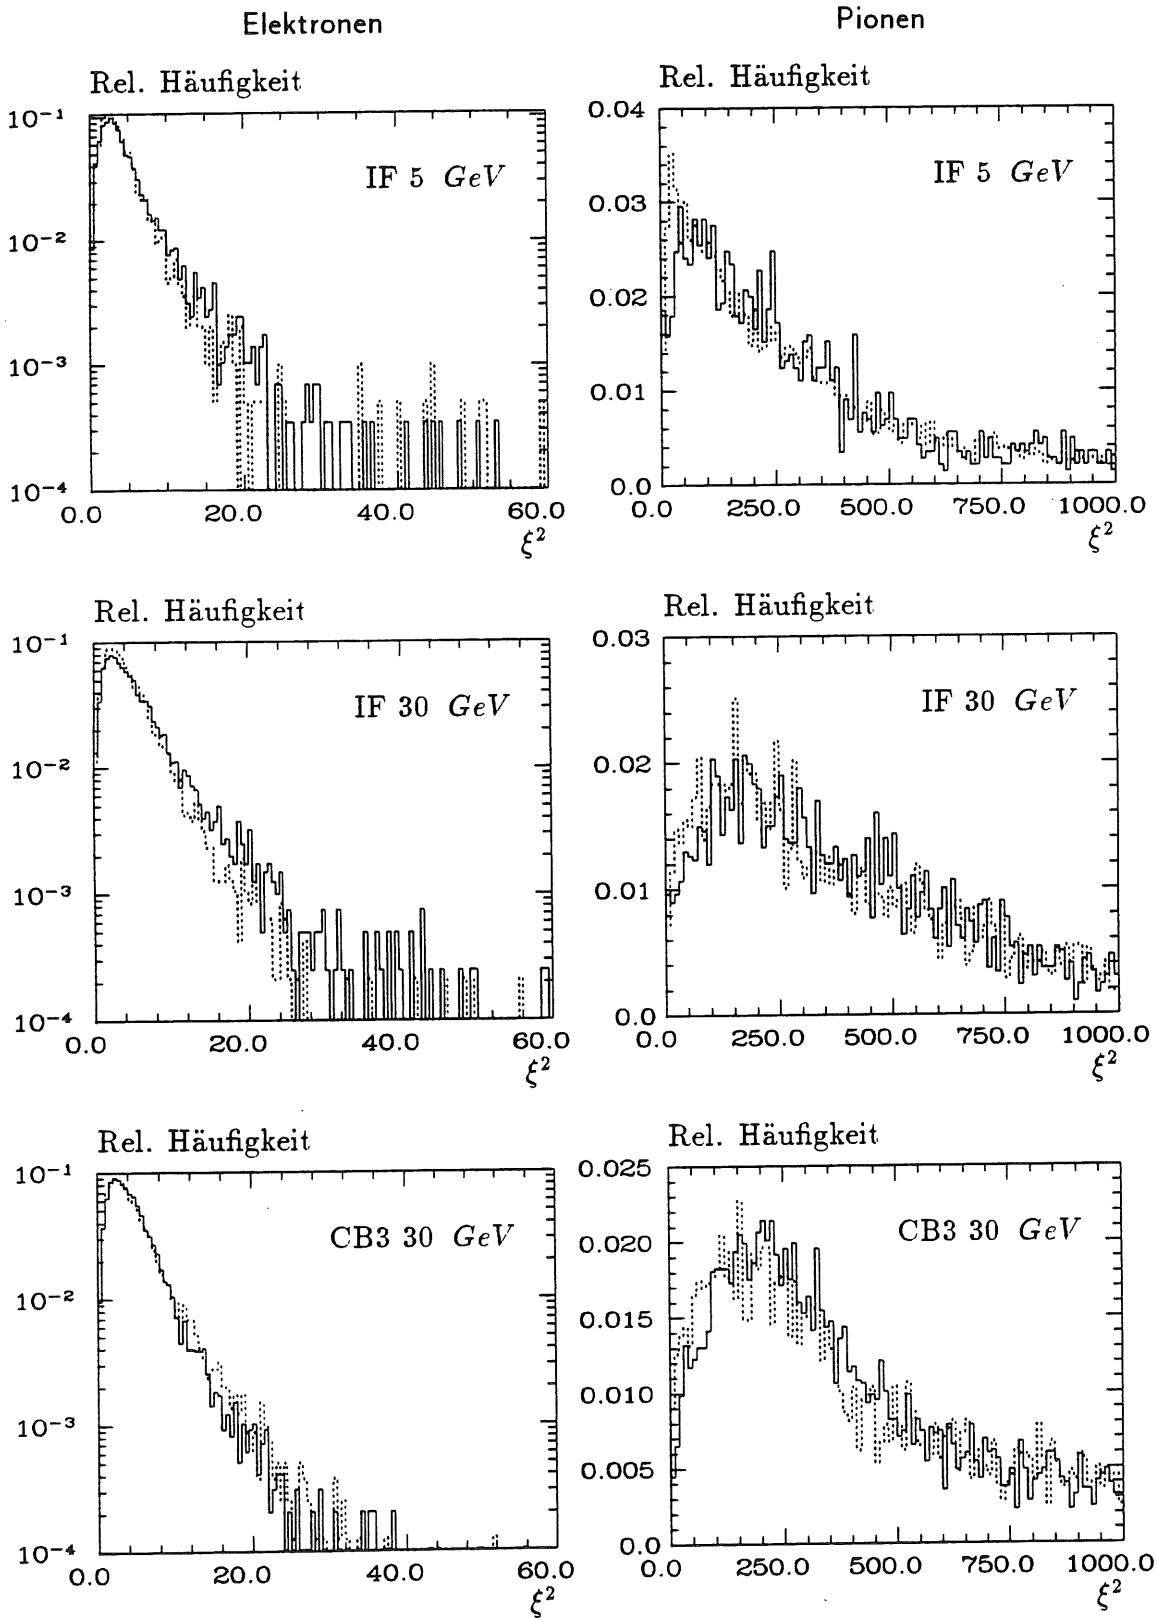 Elektronen
Pionen
Rel. Häufigkeit
10⁻¹
10⁻²
10⁻³
10⁻⁴
IF 5 GeV
0.0 20.0 40.0 60.0
ξ²
Rel. Häufigkeit
0.04
0.03
0.02
0.01
0.0
IF 5 GeV
0.0 250.0 500.0 750.0 1000.0
ξ²
Rel. Häufigkeit
10⁻¹
10⁻²
10⁻³
10⁻⁴
IF 30 GeV
0.0 20.0 40.0 60.0
ξ²
Rel. Häufigkeit
0.03
0.02
0.01
0.0
IF 30 GeV
0.0 250.0 500.0 750.0 1000.0
ξ²
Rel. Häufigkeit
10⁻¹
10⁻²
10⁻³
10⁻⁴
CB3 30 GeV
0.0 20.0 40.0 60.0
ξ²
Rel. Häufigkeit
0.025
0.020
0.015
0.010
0.005
0.0
CB3 30 GeV
0.0 250.0 500.0 750.0 1000.0
ξ²